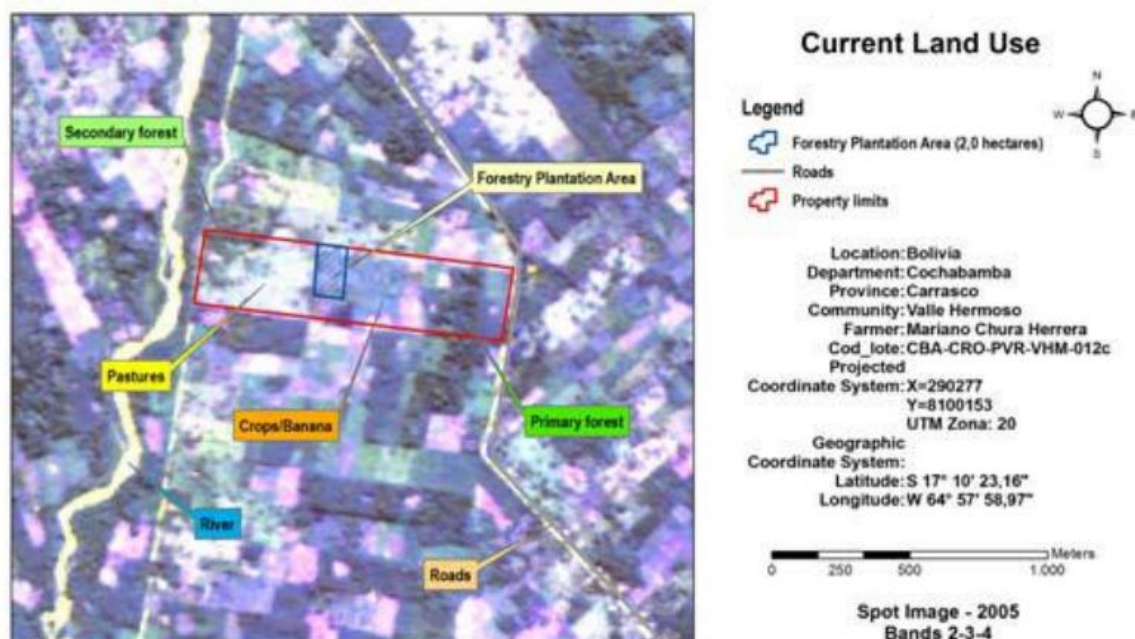 Secondary forest
Forestry Plantation Area
Pastures
Crops/Banana
Primary forest
River
Roads
Current Land Use
N
W E
S
Legend
Forestry Plantation Area (2,0 hectares)
Roads
Property limits
Location: Bolivia
Department: Cochabamba
Province: Carrasco
Community: Valle Hermoso
Farmer: Mariano Chura Herrera
Cod_lote: CBA-CRO-PVR-VHM-012c
Projected
Coordinate System: X=290277
Y=8100153
UTM Zona: 20
Geographic
Coordinate System:
Latitude: S 17° 10' 23,16"
Longitude: W 64° 57' 58,97"
Meters
0 250 500 1.000
Spot Image - 2005
Bands 2-3-4